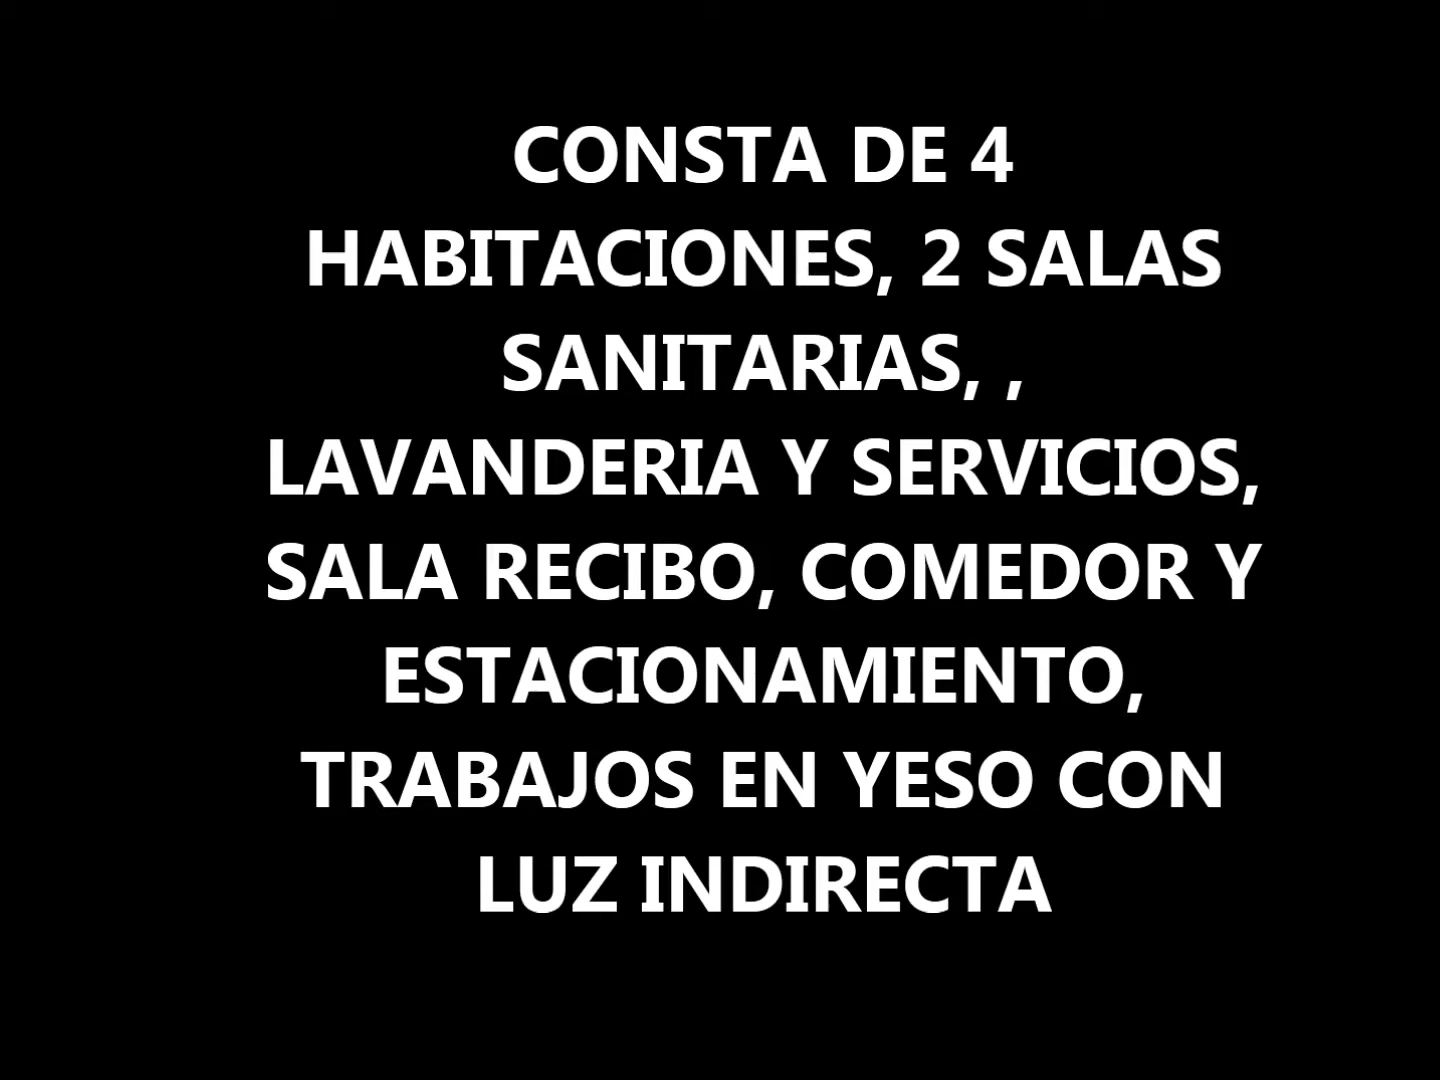 CONSTA DE 4
HABITACIONES, 2 SALAS
SANITARIAS, ,
LAVANDERIA Y SERVICIOS,
SALA RECIBO, COMEDOR Y
ESTACIONAMIENTO,
TRABAJOS EN YESO CON
LUZ INDIRECTA